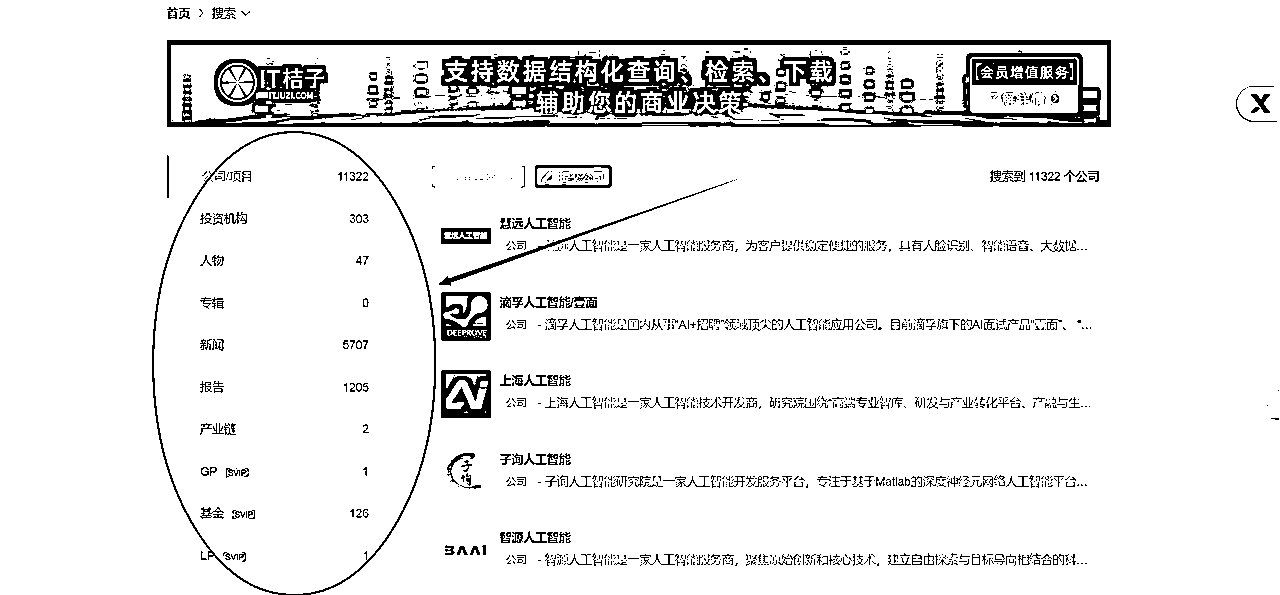 首页 > 搜索
IT桔子
ITJUZI.COM
支持数据结构化查询、检索、下载
辅助您的商业决策
[会员增值服务]
公司/项目 11322
搜索到 11322 个公司
投资机构 303
人物 47
专辑 0
新闻 5707
报告 1205
产业链 2
GP [SVIP] 1
基金 [SVIP] 126
LP [SVIP] 1
慧远人工智能
公司 - 人工智能是一家人工智能服务商，为客户提供稳定便捷的服务，具有人脸识别、智能语音、大数据...
DEEPROVE
滴孚人工智能/壹面
公司 - 滴孚人工智能是国内从事"AI+招聘"领域顶尖的人工智能应用公司。目前滴孚旗下的AI面试产品"壹面"、"...
上海人工智能
公司 - 上海人工智能是一家人工智能技术开发商，研究院围绕"高端专业智库、研发与产业转化平台、产融与生...
子询
子询人工智能
公司 - 子询人工智能研究院是一家人工智能开发服务平台，专注于基于Matlab的深度神经元网络人工智能平台...
BAAI
智源人工智能
公司 - 智源人工智能是一家人工智能服务商，聚焦原始创新和核心技术，建立自由探索与目标导向相结合的科...
X